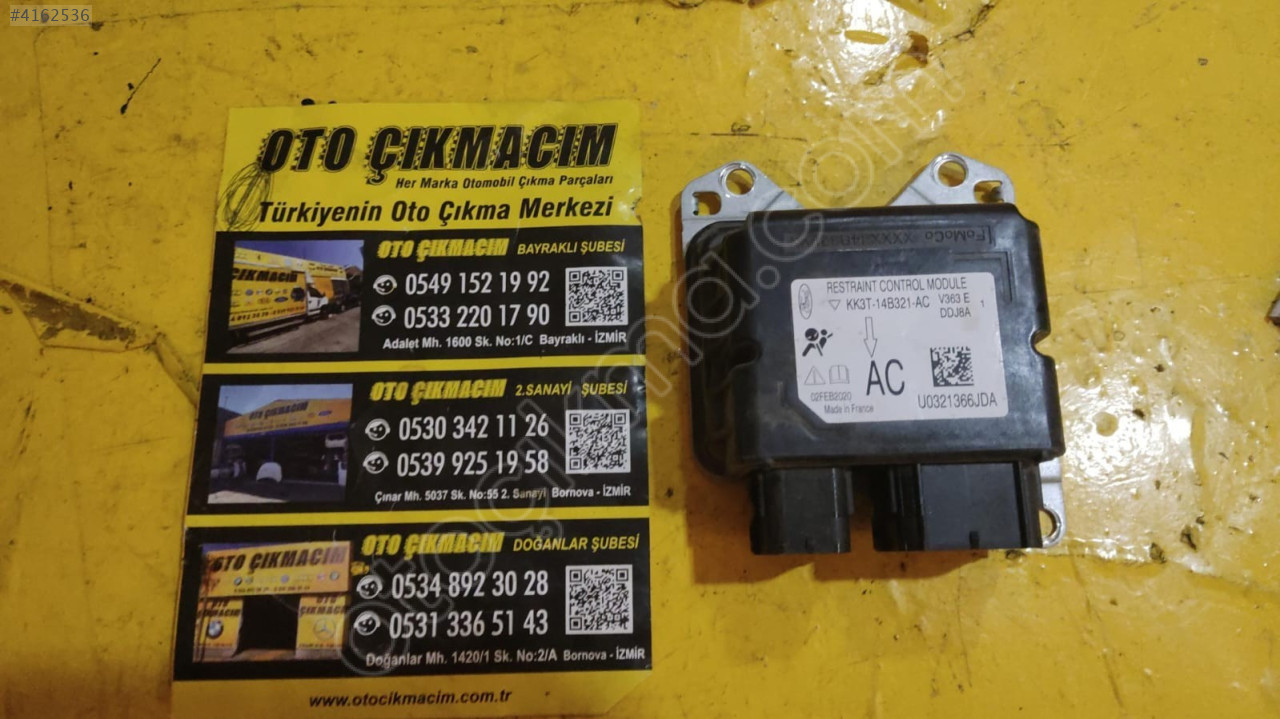 #4162536
OTO ÇIKMACIM
Her Marka Otomobil Çıkma Parçaları
Türkiyenin Oto Çıkma Merkezi
OTO ÇIKMACIM BAYRAKLI ŞUBESİ
0549 152 19 92
0533 220 17 90
Adalet Mh. 1600 Sk. No:1/C Bayraklı - İZMİR
OTO ÇIKMACIM 2.SANAYİ ŞUBESİ
0530 342 11 26
0539 925 19 58
Çınar Mh. 5037 Sk. No:55 2. Sanayi Bornova - İZMİR
OTO ÇIKMACIM DOĞANLAR ŞUBESİ
0534 892 30 28
0531 336 51 43
Doğanlar Mh. 1420/1 Sk. No:2/A Bornova - İZMİR
www.otocikmacim.com.tr
FoMoCo
RESTRAINT CONTROL MODULE
KK3T-14B321-AC V363 E 1
DDJ8A
AC
02FEB2020
Made in France
U0321366JDA
otoçıkma.com